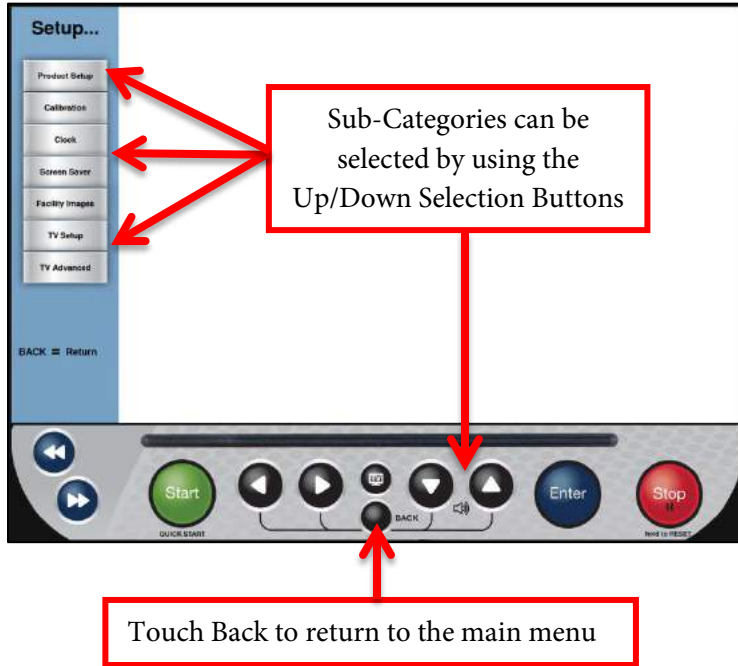 Setup...
Product Setup
Calibration
Clock
Screen Saver
Facility Images
TV Setup
TV Advanced
BACK = Return
Sub-Categories can be
selected by using the
Up/Down Selection Buttons
Start
QUICK START
BACK
Enter
Stop
Hold to RESET
Touch Back to return to the main menu